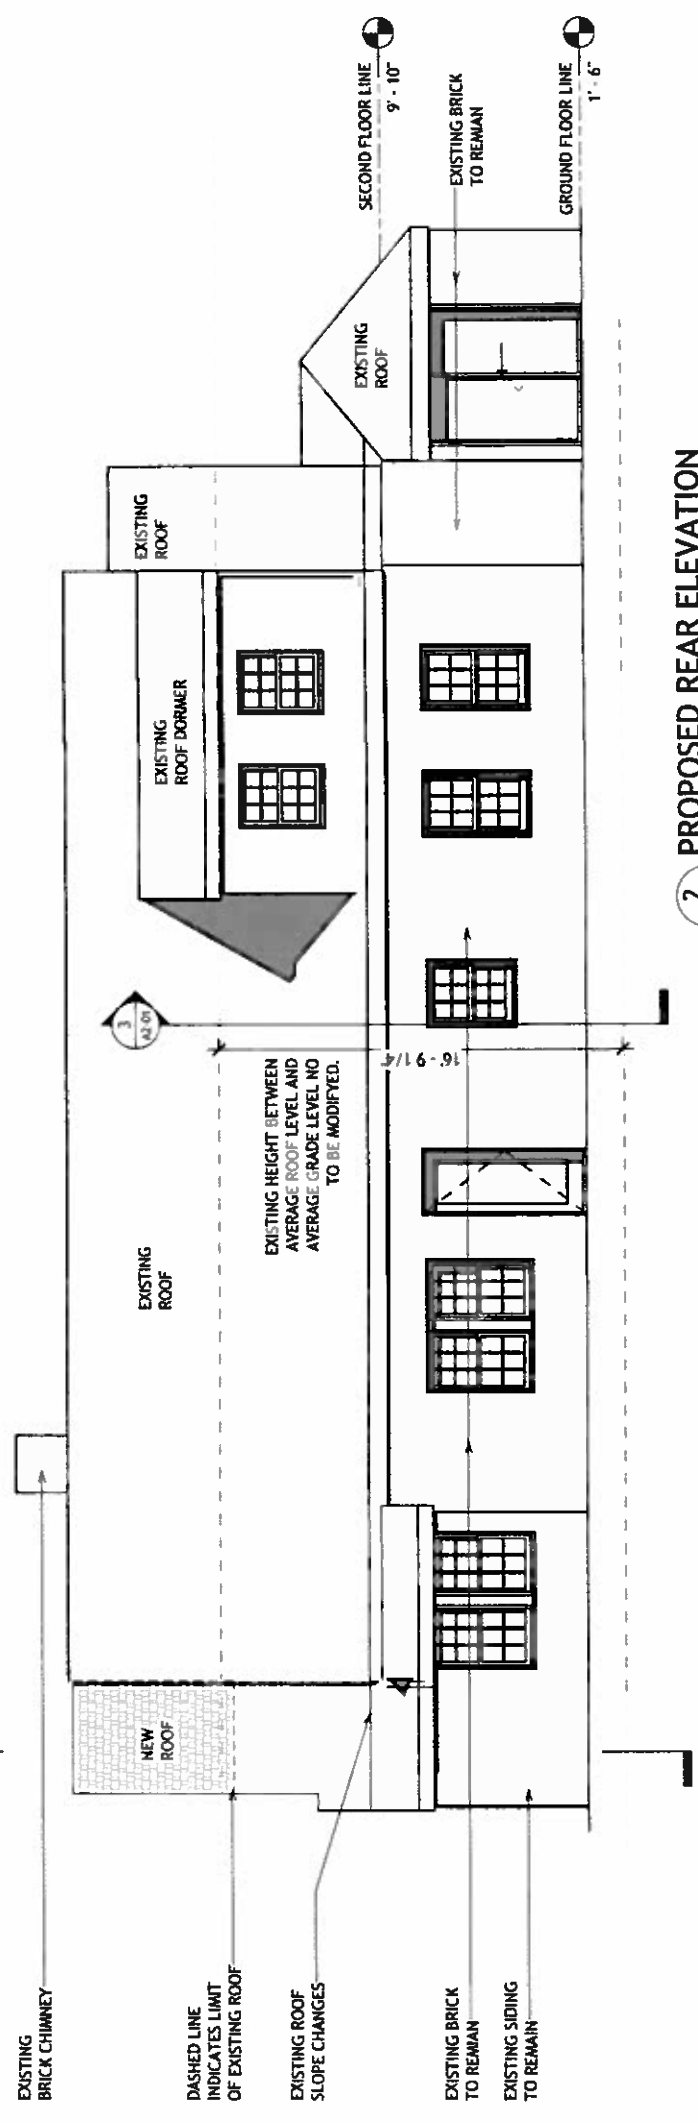 EXISTING
BRICK CHIMNEY
DASHED LINE
INDICATES LIMIT
OF EXISTING ROOF
EXISTING ROOF
SLOPE CHANGES
EXISTING BRICK
TO REMIAN
EXISTING SIDING
TO REMAIN
NEW
ROOF
EXISTING
ROOF
EXISTING HEIGHT BETWEEN
AVERAGE ROOF LEVEL AND
AVERAGE GRADE LEVEL NO
TO BE MODIFYED.
3
A2-01
16' - 9 1/4"
EXISTING
ROOF DORMER
EXISTING
ROOF
EXISTING
ROOF
SECOND FLOOR LINE
9' - 10"
EXISTING BRICK
TO REMIAN
GROUND FLOOR LINE
1' - 6"
2
PROPOSED REAR ELEVATION